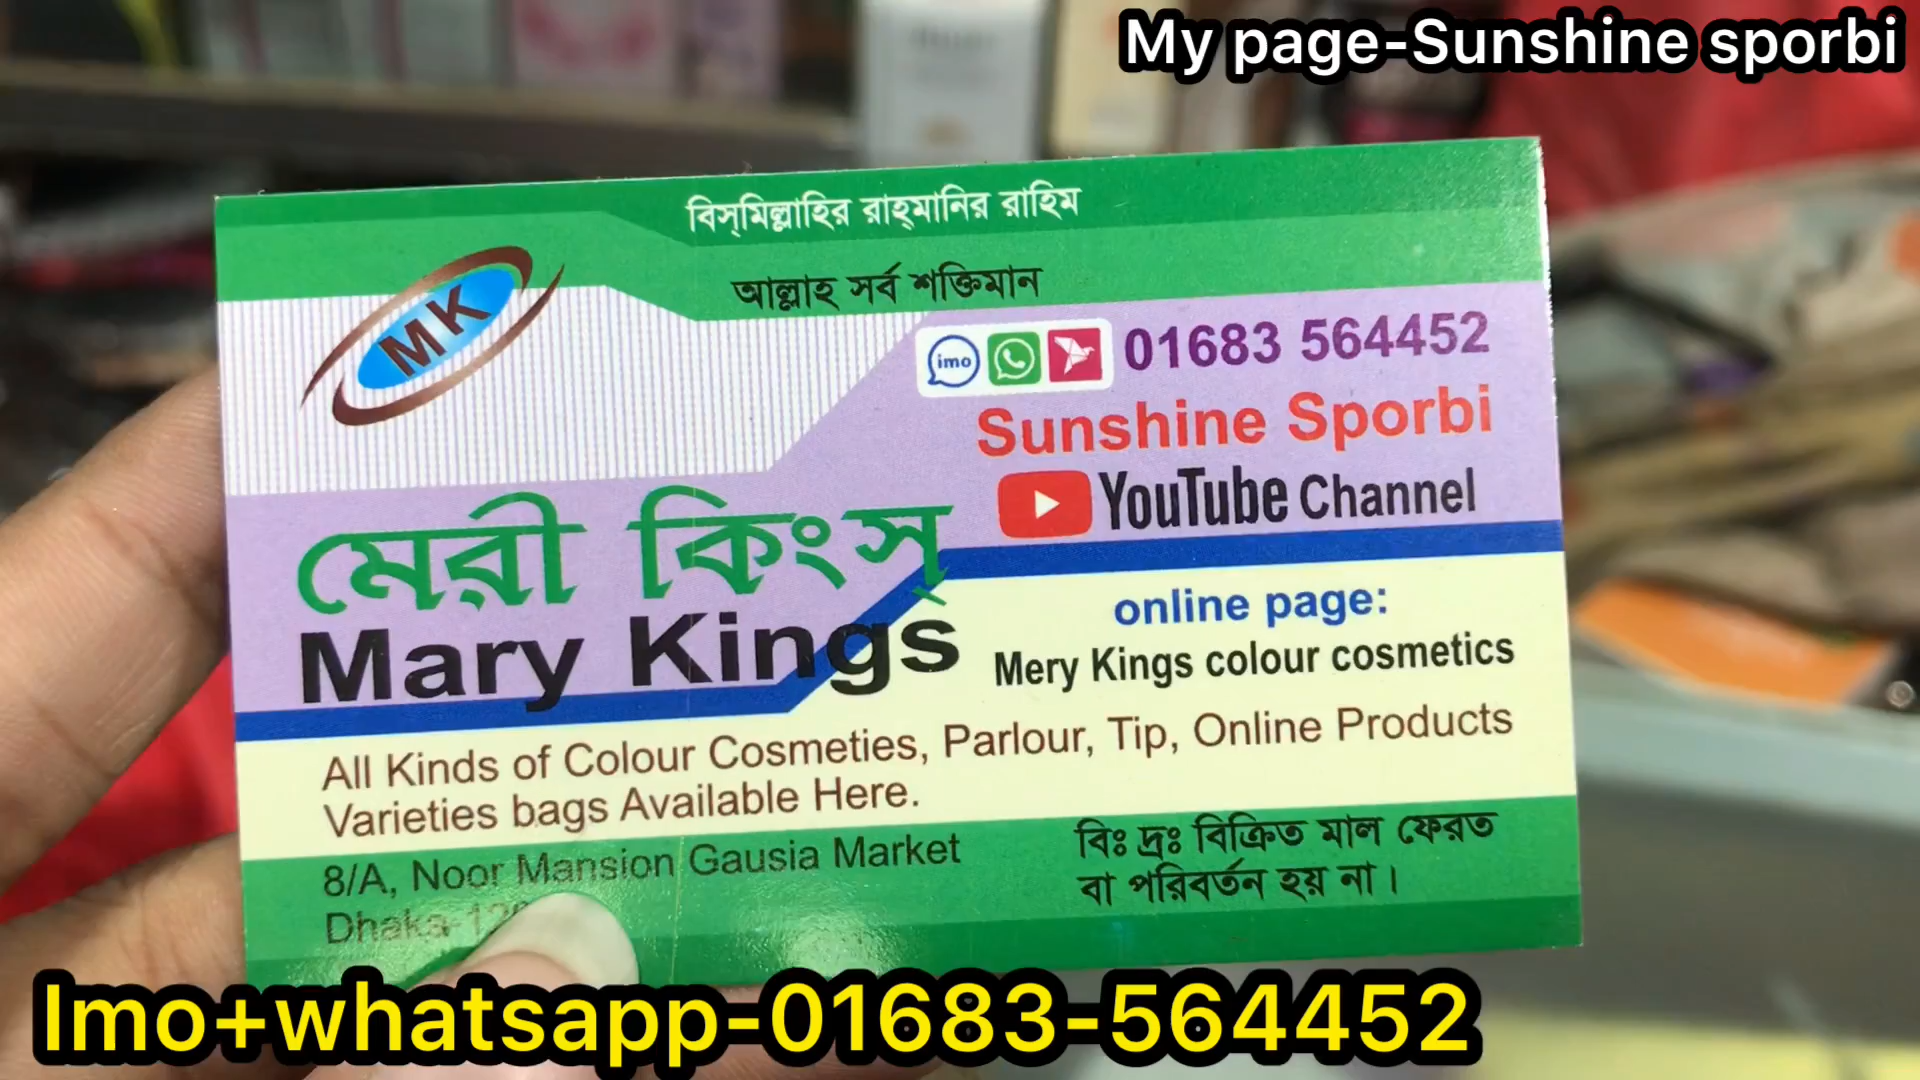 My page-Sunshine sporbi
বিস্‌মিল্লাহির রাহ্‌মানির রাহিম
আল্লাহ সর্ব শক্তিমান
MK
imo 01683 564452
Sunshine Sporbi
YouTube Channel
মেরী কিংস্
Mary Kings
online page:
Mery Kings colour cosmetics
All Kinds of Colour Cosmeties, Parlour, Tip, Online Products
Varieties bags Available Here.
8/A, Noor Mansion Gausia Market
Dhaka-
বিঃ দ্রঃ বিক্রিত মাল ফেরত
বা পরিবর্তন হয় না।
Imo+whatsapp-01683-564452